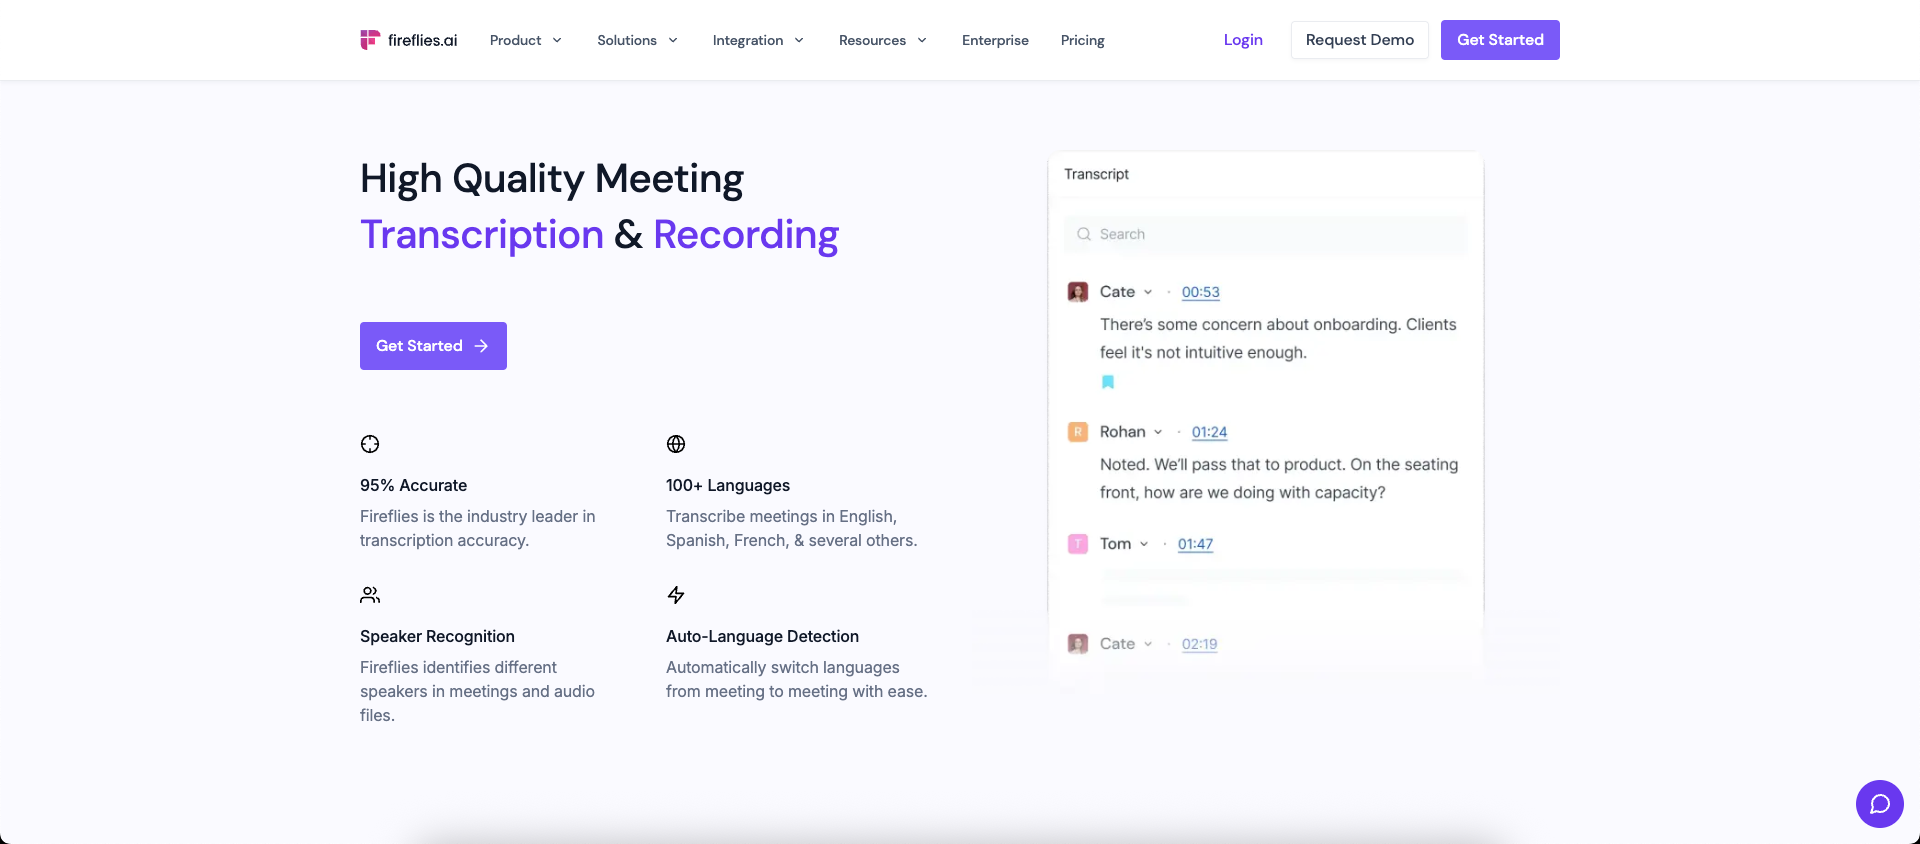 fireflies.ai
Product
Solutions
Integration
Resources
Enterprise
Pricing
Login
Request Demo
Get Started
High Quality Meeting
Transcription & Recording
Get Started
95% Accurate
Fireflies is the industry leader in
transcription accuracy.
100+ Languages
Transcribe meetings in English,
Spanish, French, & several others.
Speaker Recognition
Fireflies identifies different
speakers in meetings and audio
files.
Auto-Language Detection
Automatically switch languages
from meeting to meeting with ease.
Transcript
Search
Cate · 00:53
There's some concern about onboarding. Clients
feel it's not intuitive enough.
R Rohan · 01:24
Noted. We'll pass that to product. On the seating
front, how are we doing with capacity?
T Tom · 01:47
Cate · 02:19